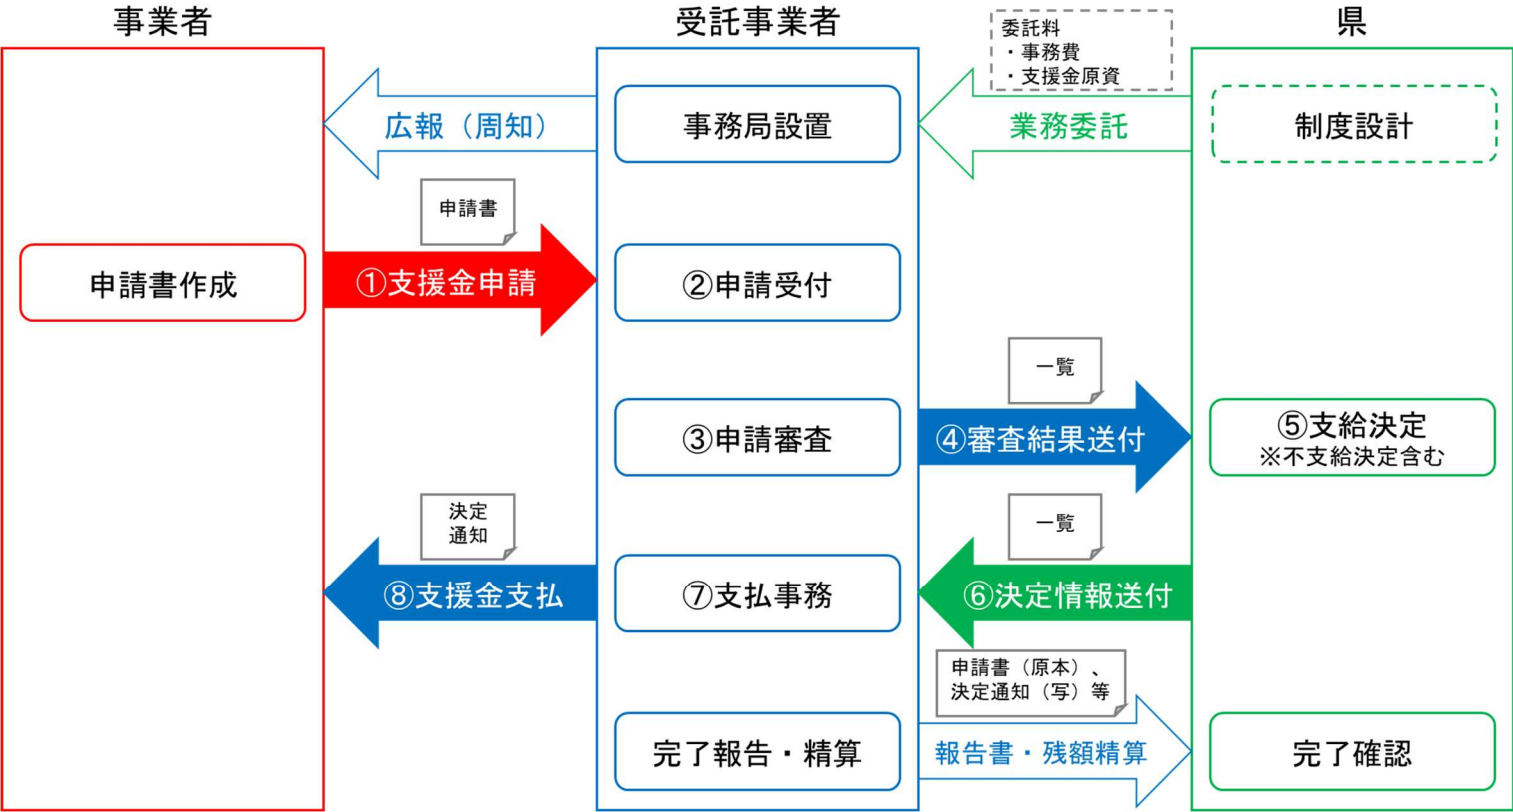 事業者
受託事業者
県
委託料
・事務費
・支援金原資
広報（周知）
事務局設置
業務委託
制度設計
申請書
申請書作成
①支援金申請
②申請受付
一覧
③申請審査
④審査結果送付
⑤支給決定
※不支給決定含む
決定
通知
一覧
⑧支援金支払
⑦支払事務
⑥決定情報送付
申請書（原本）、
決定通知（写）等
完了報告・精算
報告書・残額精算
完了確認